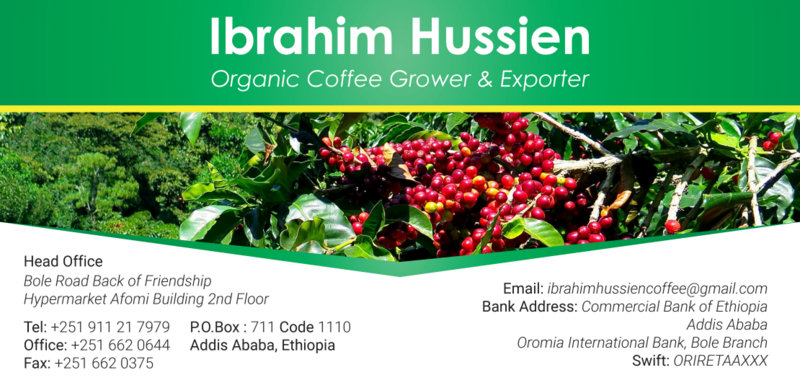 Ibrahim Hussien
Organic Coffee Grower & Exporter
Head Office
Bole Road Back of Friendship
Hypermarket Afomi Building 2nd Floor
Tel: +251 911 21 7979
Office: +251 662 0644
Fax: +251 662 0375
P.O.Box : 711 Code 1110
Addis Ababa, Ethiopia
Email: ibrahimhussiencoffee@gmail.com
Bank Address: Commercial Bank of Ethiopia
Addis Ababa
Oromia International Bank, Bole Branch
Swift: ORIRETAAXXX